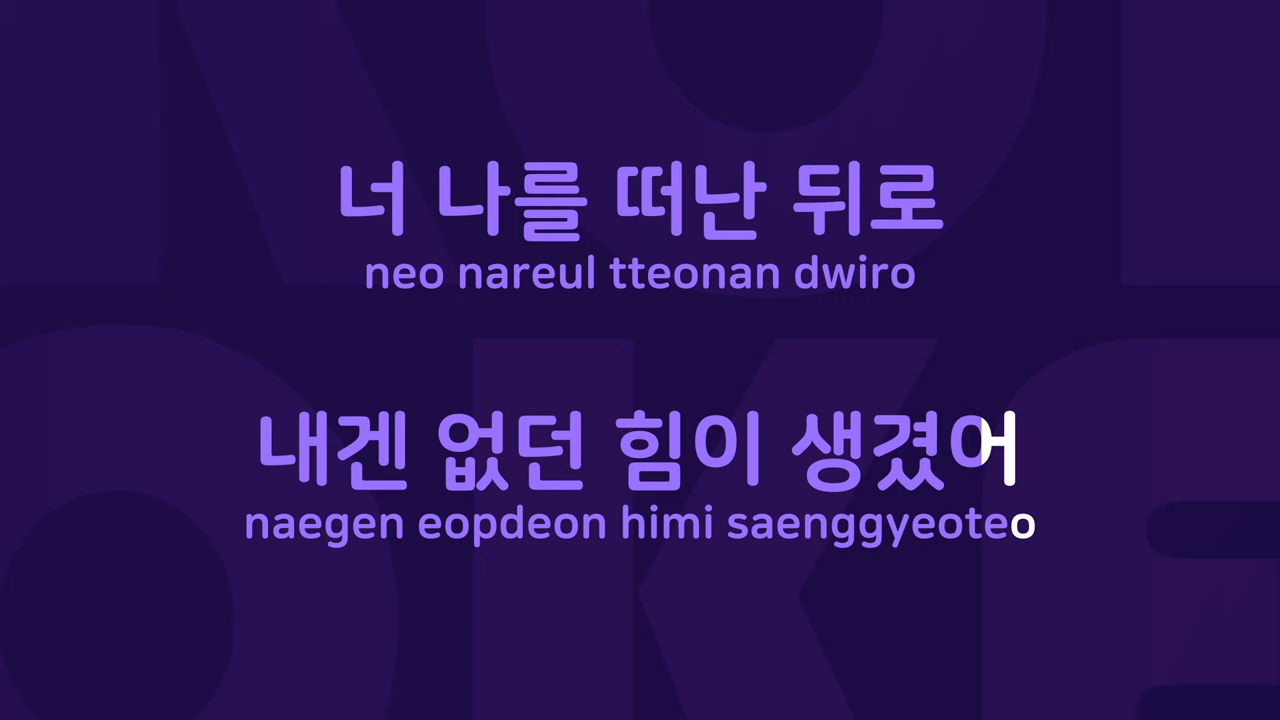 너 나를 떠난 뒤로
neo nareul tteonan dwiro
내겐 없던 힘이 생겼어
naegen eopdeon himi saenggyeoteo